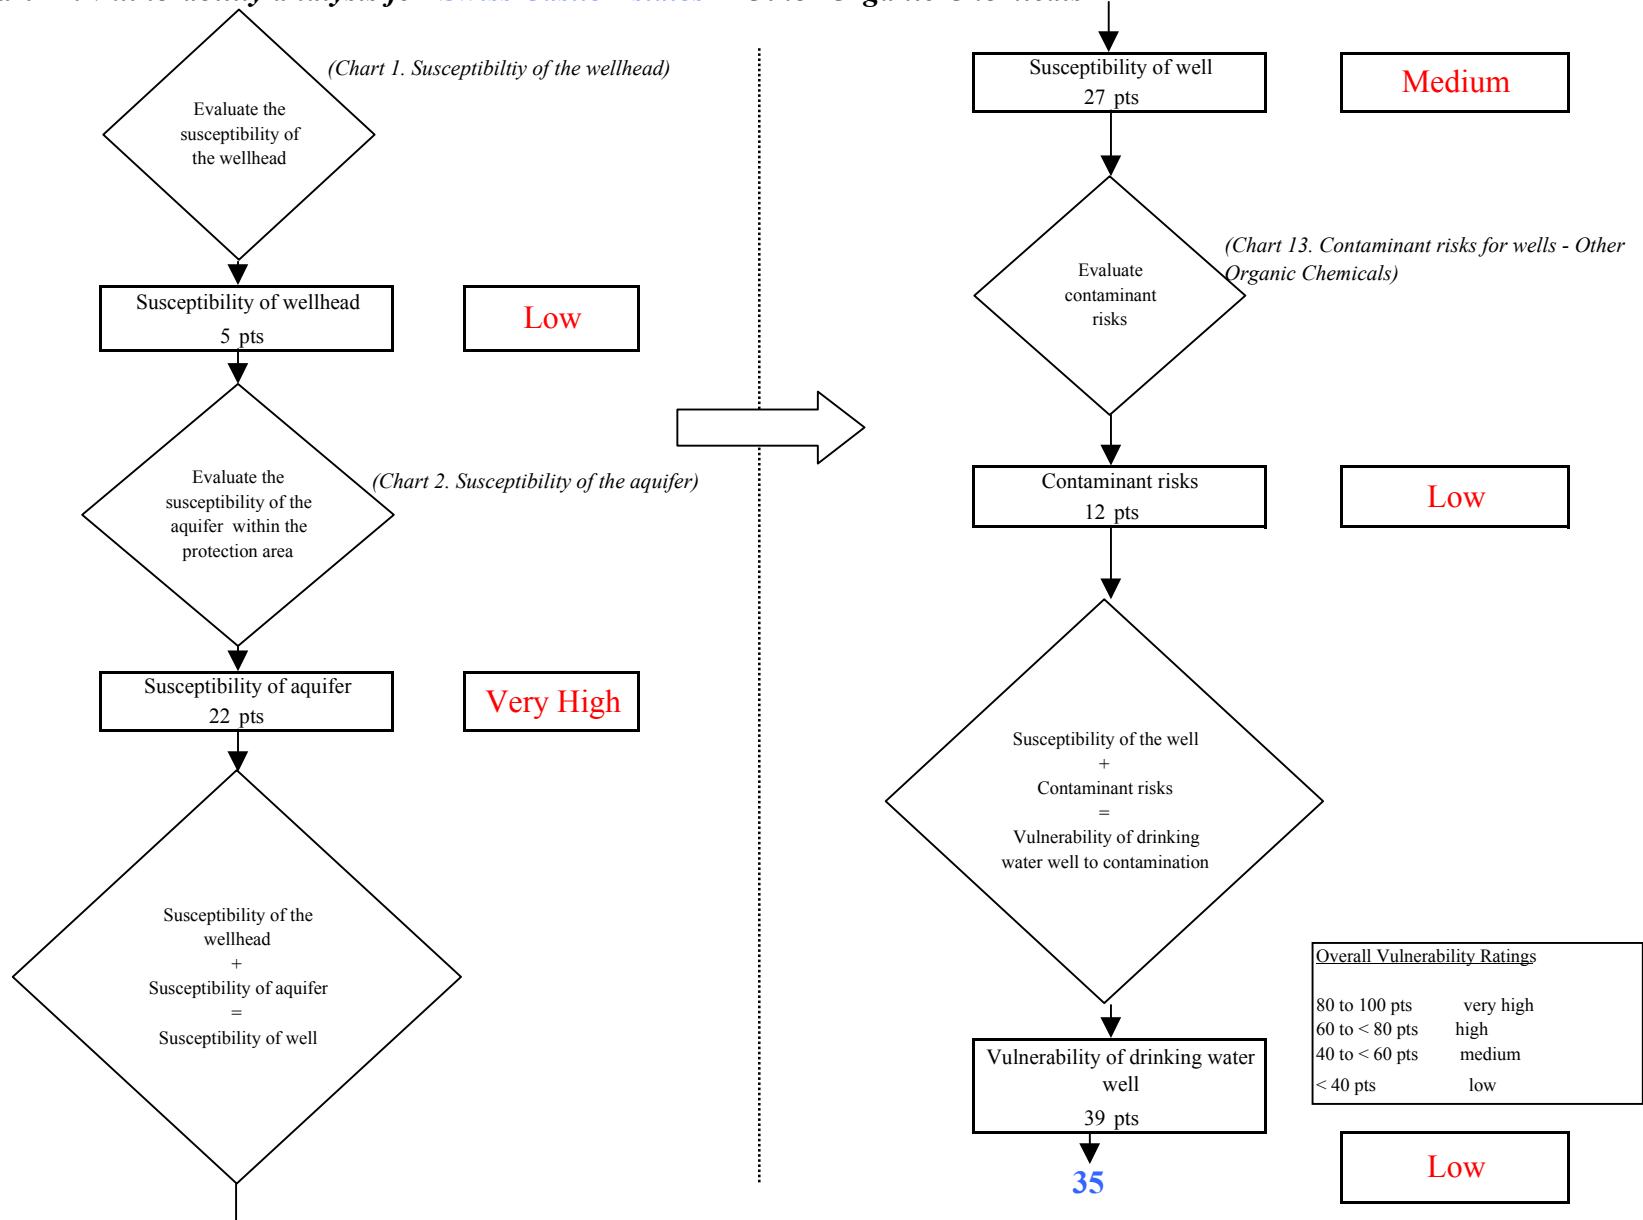 (Chart 1. Susceptibiltiy of the wellhead)
Evaluate the
susceptibility of
the wellhead
Susceptibility of wellhead
5 pts
Low
Evaluate the
susceptibility of the
aquifer within the
protection area
(Chart 2. Susceptibility of the aquifer)
Susceptibility of aquifer
22 pts
Very High
Susceptibility of the
wellhead
+
Susceptibility of aquifer
=
Susceptibility of well
Susceptibility of well
27 pts
Medium
Evaluate
contaminant
risks
(Chart 13. Contaminant risks for wells - Other
Organic Chemicals)
Contaminant risks
12 pts
Low
Susceptibility of the well
+
Contaminant risks
=
Vulnerability of drinking
water well to contamination
Vulnerability of drinking water
well
39 pts
35
Overall Vulnerability Ratings
80 to 100 pts very high
60 to < 80 pts high
40 to < 60 pts medium
< 40 pts low
Low